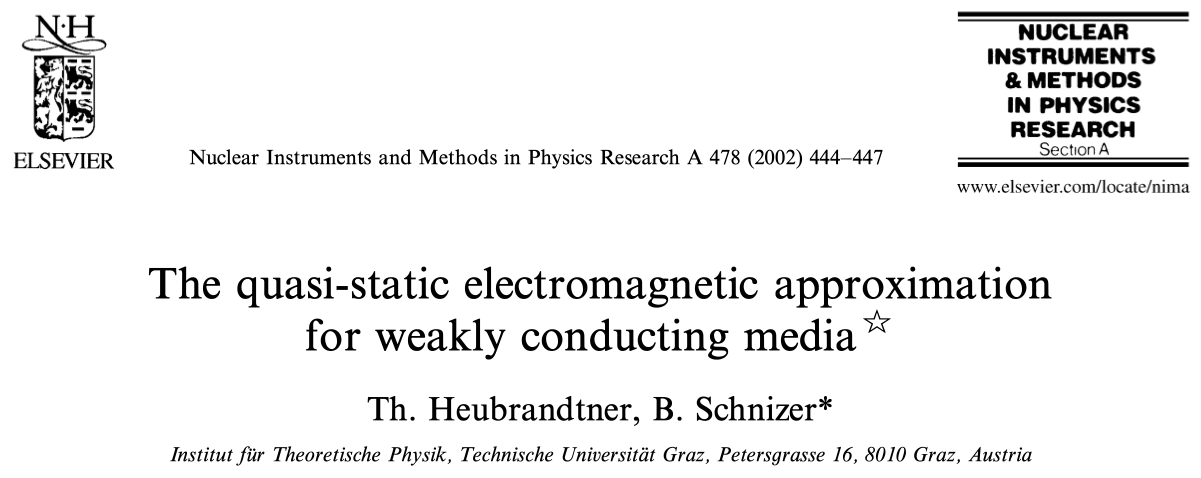 N·H
ELSEVIER
Nuclear Instruments and Methods in Physics Research A 478 (2002) 444–447
NUCLEAR
INSTRUMENTS
& METHODS
IN PHYSICS
RESEARCH
Section A
www.elsevier.com/locate/nima
The quasi-static electromagnetic approximation
for weakly conducting media☆
Th. Heubrandtner, B. Schnizer*
Institut für Theoretische Physik, Technische Universität Graz, Petersgrasse 16, 8010 Graz, Austria